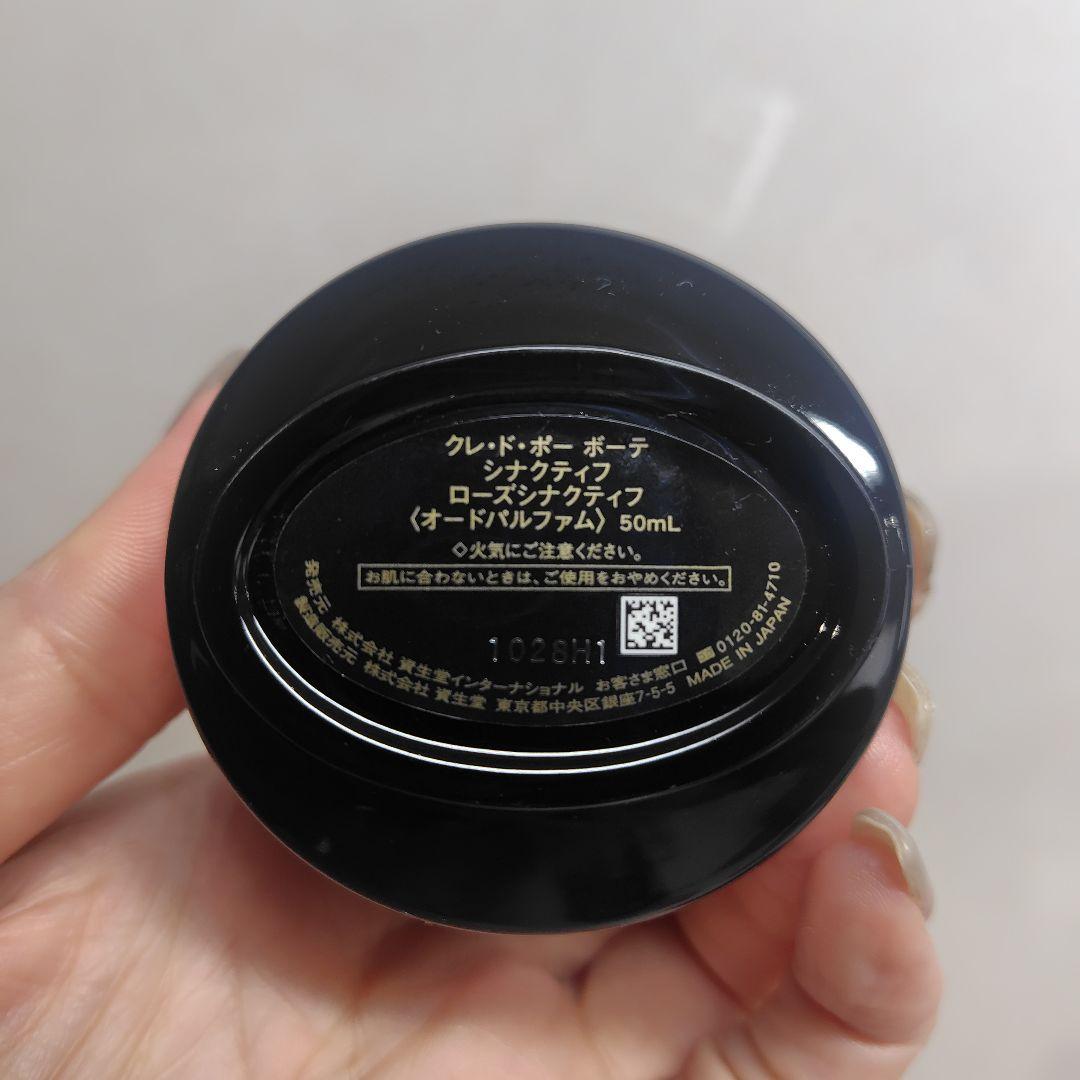 クレ・ド・ポー ボーテ
シナクティフ
ローズシナクティフ
〈オードパルファム〉 50mL
◇火気にご注意ください。
お肌に合わないときは、ご使用をおやめください。
1028H1
発売元 株式会社 資生堂インターナショナル お客さま窓口 0120-81-4710
製造販売元 株式会社 資生堂 東京都中央区銀座7-5-5 MADE IN JAPAN